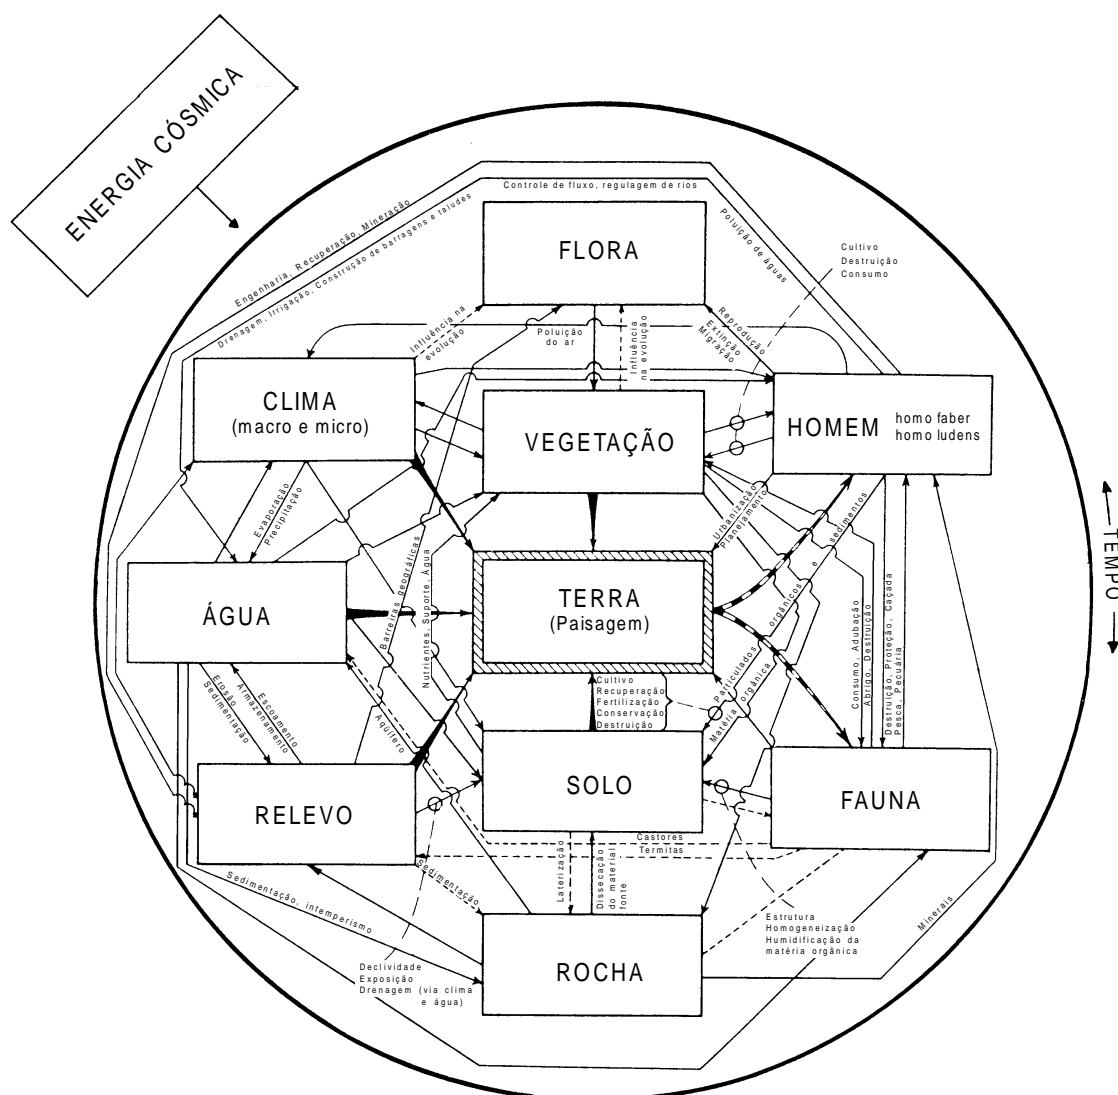 ENERGIA CÓSMICA
Controle de fluxo, regulagem de rios
Engenharia, Recuperação, Mineração
Drenagem, Irrigação, Construção de barragens e taludes
Poluição de águas
FLORA
Cultivo
Destruição
Consumo
Influência na
evolução
Poluição
do ar
Influência
na evolução
Reprodução
Extinção
Migração
CLIMA
(macro e micro)
VEGETAÇÃO
HOMEM
homo faber
homo ludens
TEMPO
Evaporação
Precipitação
Barreiras geográficas
Nutrientes, Suporte, Água
Urbanização
Planejamento
Particulados orgânicos e sedimentos
Matéria orgânica
ÁGUA
TERRA
(Paisagem)
Consumo, Adubação
Abrigo, Destruição
Destruição, Proteção, Caçada
Pesca, Pecuária
Erosão
Sedimentação
Escoamento
Armazenamento
Aqüífero
Cultivo
Recuperação
Fertilização
Conservação
Destruição
RELEVO
SOLO
FAUNA
Castores
Termitas
Sedimentação
Sedimentação, intemperismo
Laterização
Dissecação
do material
fonte
Minerais
Estrutura
Homogeneização
Humidificação da
matéria orgânica
Declividade
Exposição
Drenagem (via clima
e água)
ROCHA